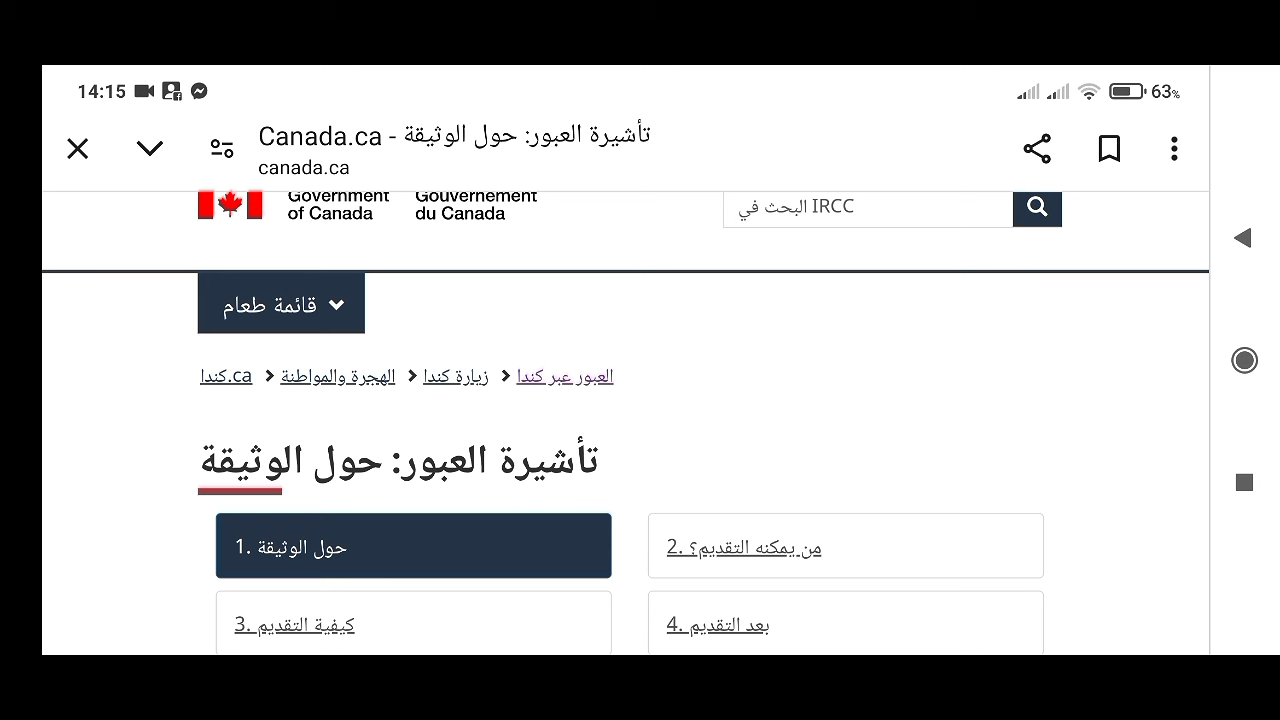 14:15
63%
تأشيرة العبور: حول الوثيقة - Canada.ca
canada.ca
Government of Canada
Gouvernement du Canada
البحث في IRCC
قائمة طعام
كندا.ca > الهجرة والمواطنة > زيارة كندا > العبور عبر كندا
تأشيرة العبور: حول الوثيقة
1. حول الوثيقة
2. من يمكنه التقديم؟
3. كيفية التقديم
4. بعد التقديم